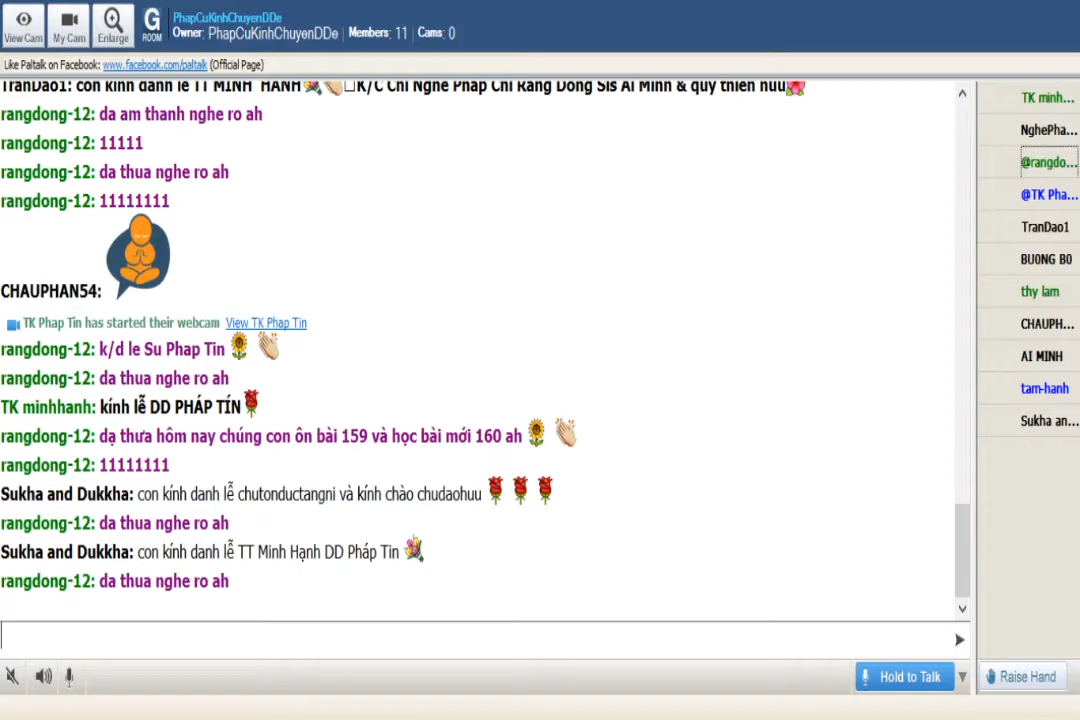 PhapCuKinhChuyenDDe
View Cam My Cam Enlarge G ROOM Owner: PhapCuKinhChuyenDDe | Members: 11 | Cams: 0
Like Paltalk on Facebook: www.facebook.com/paltalk (Official Page)
TranDao1: con kinh danh le TT MINH HANH K/C Chi Nghe Phap Chi Rang Dong Sis Ai Minh & quy thien huu
rangdong-12: da am thanh nghe ro ah
rangdong-12: 11111
rangdong-12: da thua nghe ro ah
rangdong-12: 11111111
CHAUPHAN54:
TK Phap Tin has started their webcam View TK Phap Tin
rangdong-12: k/d le Su Phap Tin
rangdong-12: da thua nghe ro ah
TK minhhanh: kính lễ DD PHÁP TÍN
rangdong-12: dạ thưa hôm nay chúng con ôn bài 159 và học bài mới 160 ah
rangdong-12: 11111111
Sukha and Dukkha: con kính danh lễ chutonductangni và kính chào chudaohuu
rangdong-12: da thua nghe ro ah
Sukha and Dukkha: con kính danh lễ TT Minh Hạnh DD Pháp Tin
rangdong-12: da thua nghe ro ah
TK minh...
NghePha...
@rangdo...
@TK Pha...
TranDao1
BU0NG B0
thy lam
CHAUPH...
AI MINH
tam-hanh
Sukha an...
Hold to Talk
Raise Hand